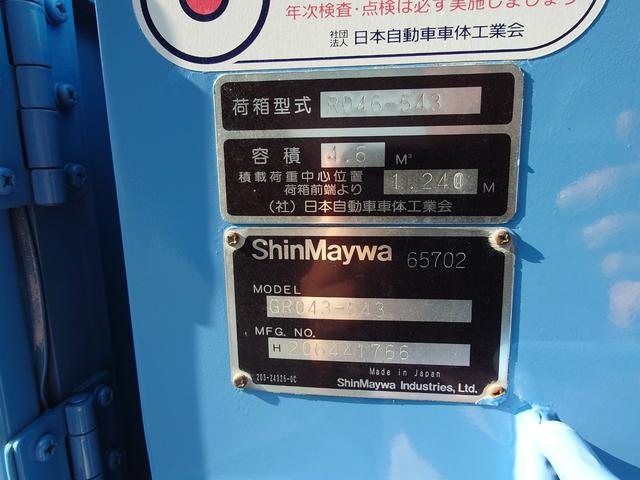 年次検査・点検は必ず実施しましょう
社団法人 日本自動車車体工業会
荷箱型式 R046-543
容積 4.6 M³
積載荷重中心位置
荷箱前端より 1.240 M
(社)日本自動車車体工業会
ShinMaywa 65702
MODEL
GR043-543
MFG. NO.
H 206441766
Made in Japan
203-24325-0C ShinMaywa Industries, Ltd.